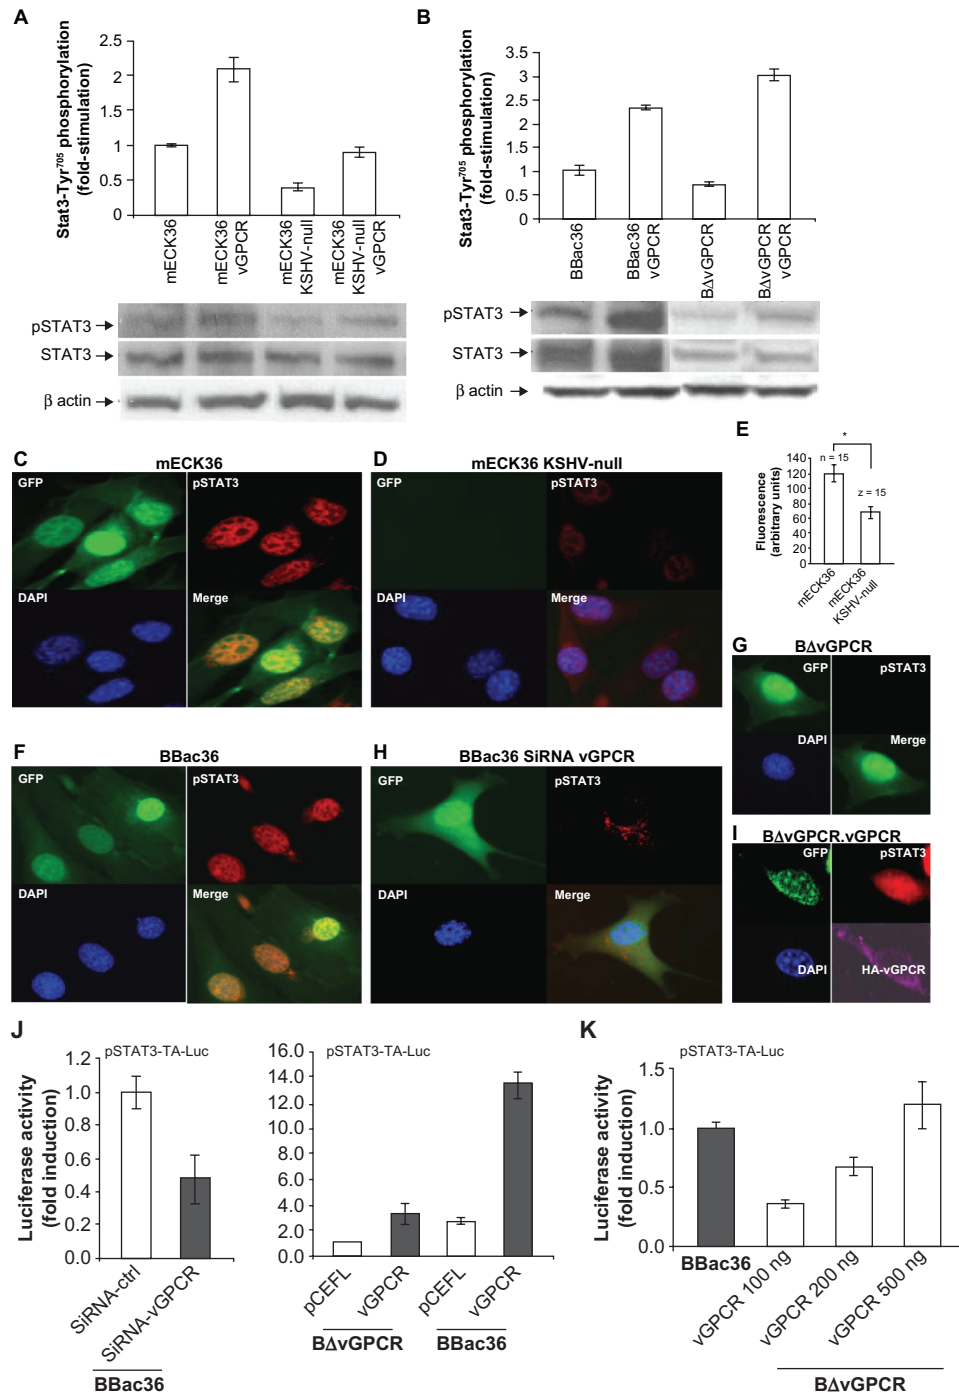 A
Stat3-Tyr705 phosphorylation
(fold-stimulation)
2.5
2
1.5
1
0.5
0
mECK36
mECK36
vGPCR
mECK36
KSHV-null
mECK36
KSHV-null
vGPCR
pSTAT3
STAT3
β actin
B
Stat3-Tyr705 phosphorylation
(fold-stimulation)
3.5
3
2.5
2
1.5
1
0.5
0
BBac36
BBac36
vGPCR
BΔvGPCR
BΔvGPCR
vGPCR
pSTAT3
STAT3
β actin
C
mECK36
GFP
pSTAT3
DAPI
Merge
D
mECK36 KSHV-null
pSTAT3
DAPI
Merge
E
*
Fluorescence
(arbitrary units)
140
120
100
80
60
40
20
0
n = 15
z = 15
mECK36
mECK36
KSHV-null
F
BBac36
GFP
pSTAT3
DAPI
Merge
H
BBac36 SiRNA vGPCR
GFP
pSTAT3
DAPI
Merge
G
BΔvGPCR
GFP
pSTAT3
DAPI
Merge
I
BΔvGPCR.vGPCR
GFP
pSTAT3
DAPI
HA-vGPCR
J
pSTAT3-TA-Luc
Luciferase activity
(fold induction)
1.2
1.0
0.8
0.6
0.4
0.2
0.0
SiRNA-ctrl
SiRNA-vGPCR
BBac36
pSTAT3-TA-Luc
16.0
14.0
12.0
10.0
8.0
6.0
4.0
2.0
0.0
pCEFL
vGPCR
pCEFL
vGPCR
BΔvGPCR
BBac36
K
pSTAT3-TA-Luc
Luciferase activity
(fold induction)
1.5
1.0
0.5
0.0
BBac36
vGPCR 100 ng
vGPCR 200 ng
vGPCR 500 ng
BΔvGPCR